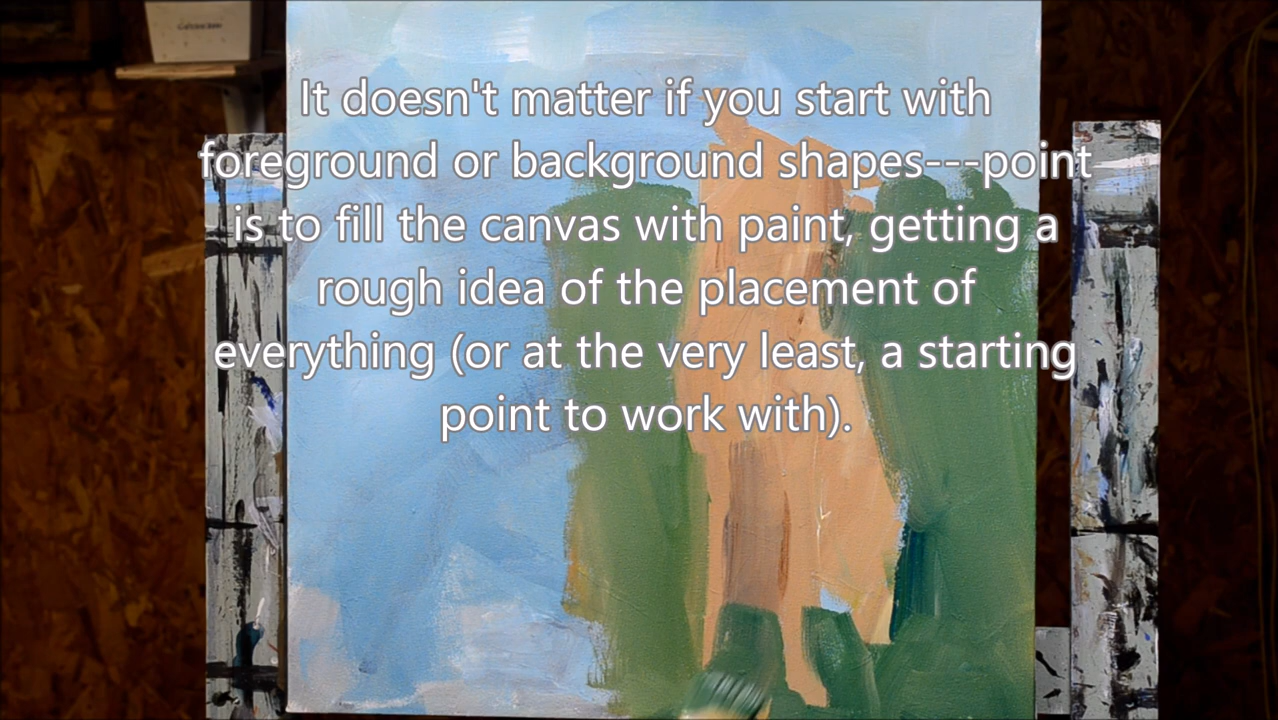 It doesn't matter if you start with
foreground or background shapes---point
is to fill the canvas with paint, getting a
rough idea of the placement of
everything (or at the very least, a starting
point to work with).